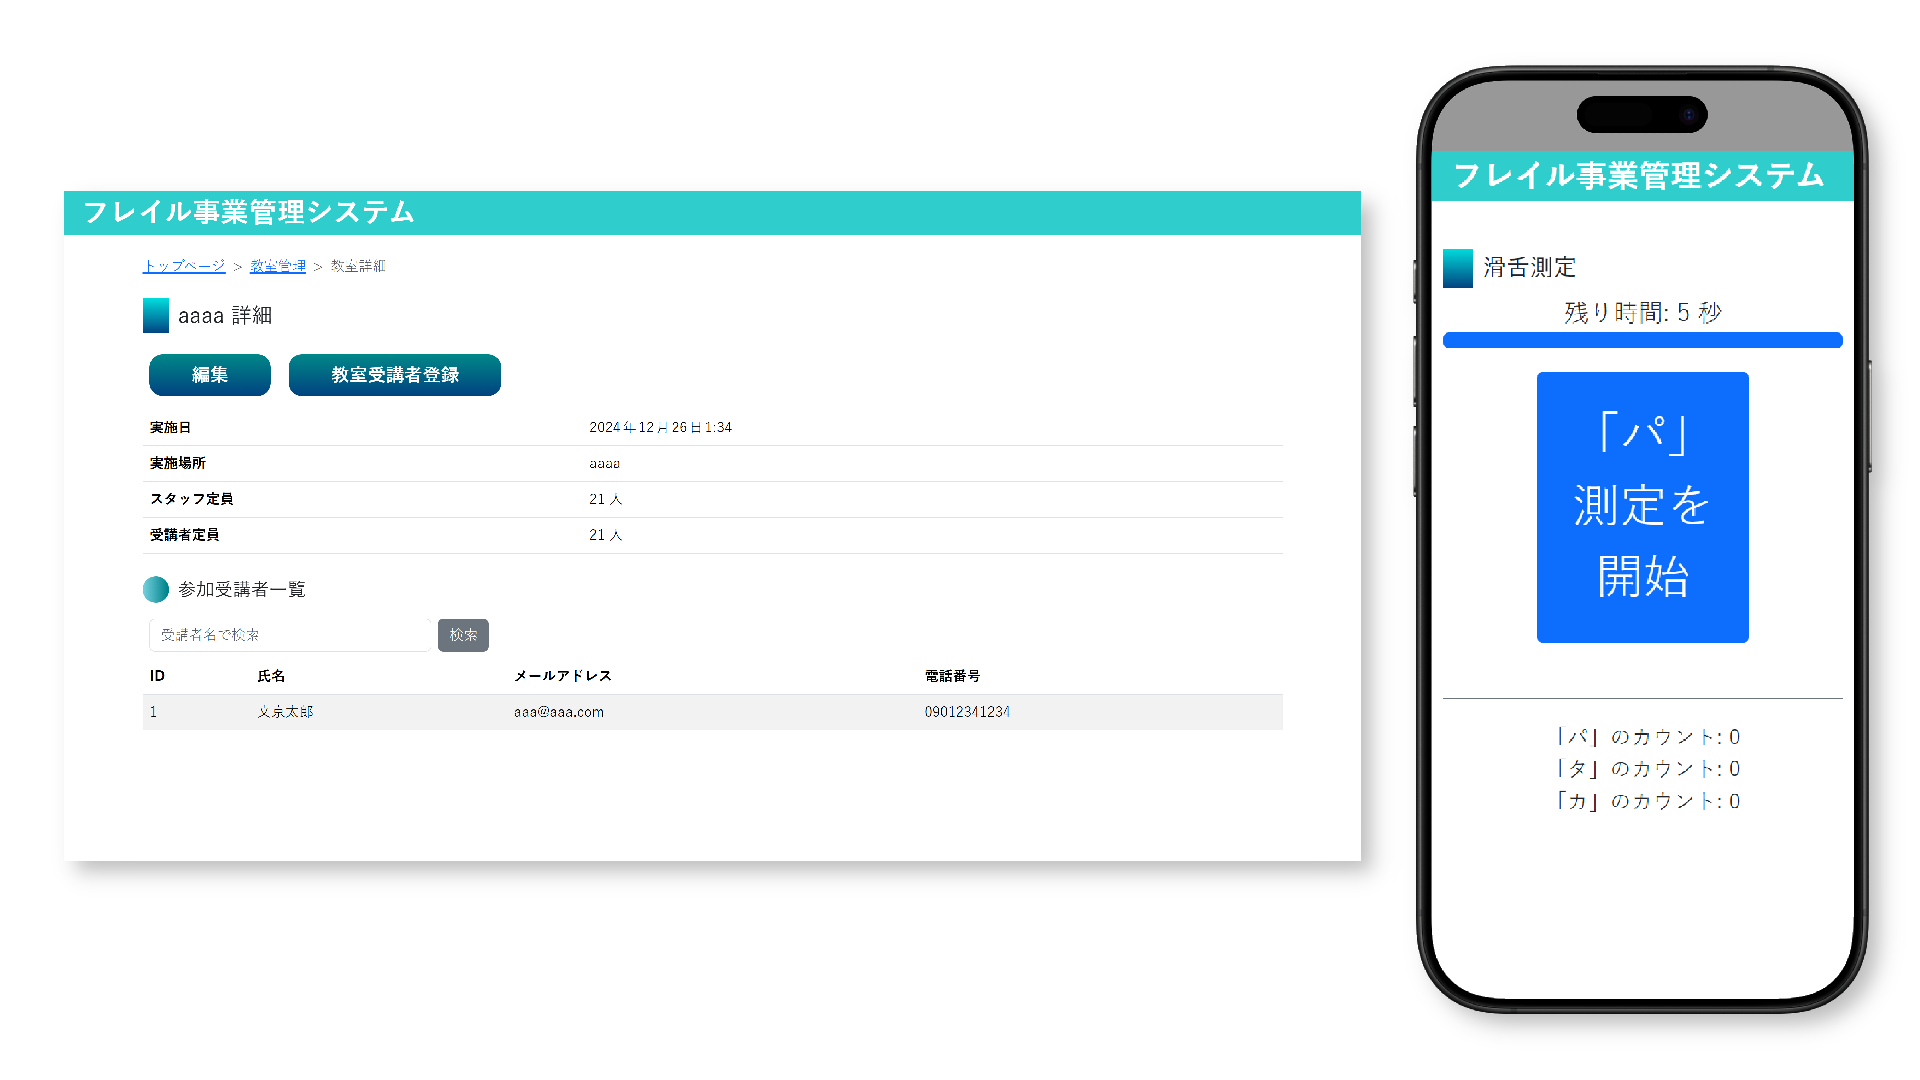 フレイル事業管理システム
トップページ > 教室管理 > 教室詳細
aaaa 詳細
編集 教室受講者登録
実施日 2024年12月26日1:34
実施場所 aaaa
スタッフ定員 21 人
受講者定員 21 人
参加受講者一覧
受講者名で検索 検索
ID 氏名 メールアドレス 電話番号
1 文京太郎 aaa@aaa.com 09012341234
フレイル事業管理システム
滑舌測定
残り時間: 5 秒
「パ」
測定を
開始
「パ」のカウント: 0
「タ」のカウント: 0
「カ」のカウント: 0